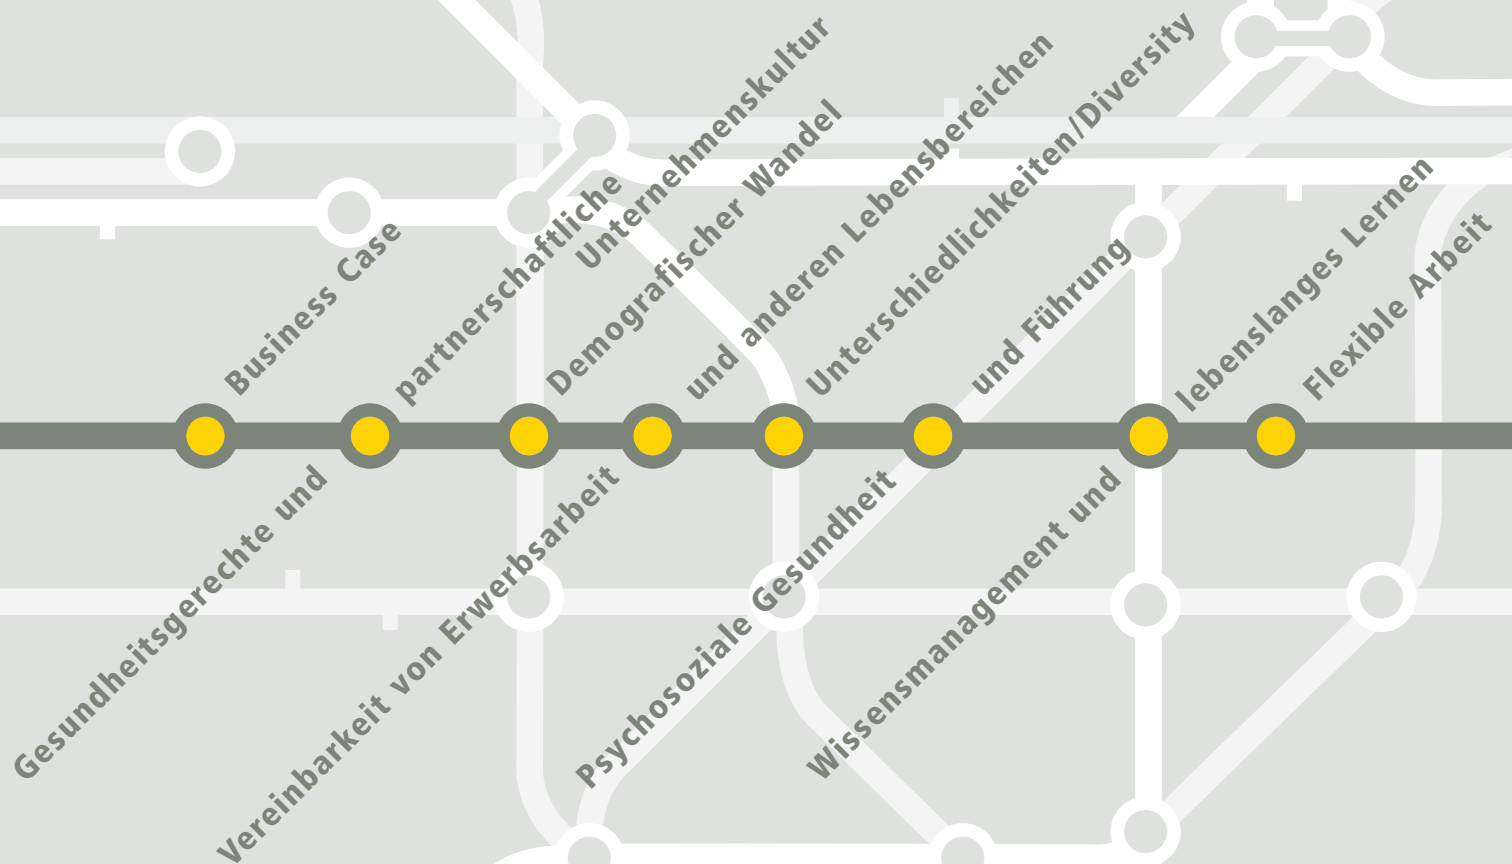 Business Case
Gesundheitsgerechte und
partnerschaftliche
Unternehmenskultur
Demografischer Wandel
Vereinbarkeit von Erwerbsarbeit
und anderen Lebensbereichen
Unterschiedlichkeiten/Diversity
Psychosoziale Gesundheit
und Führung
Wissensmanagement und
lebenslanges Lernen
Flexible Arbeit